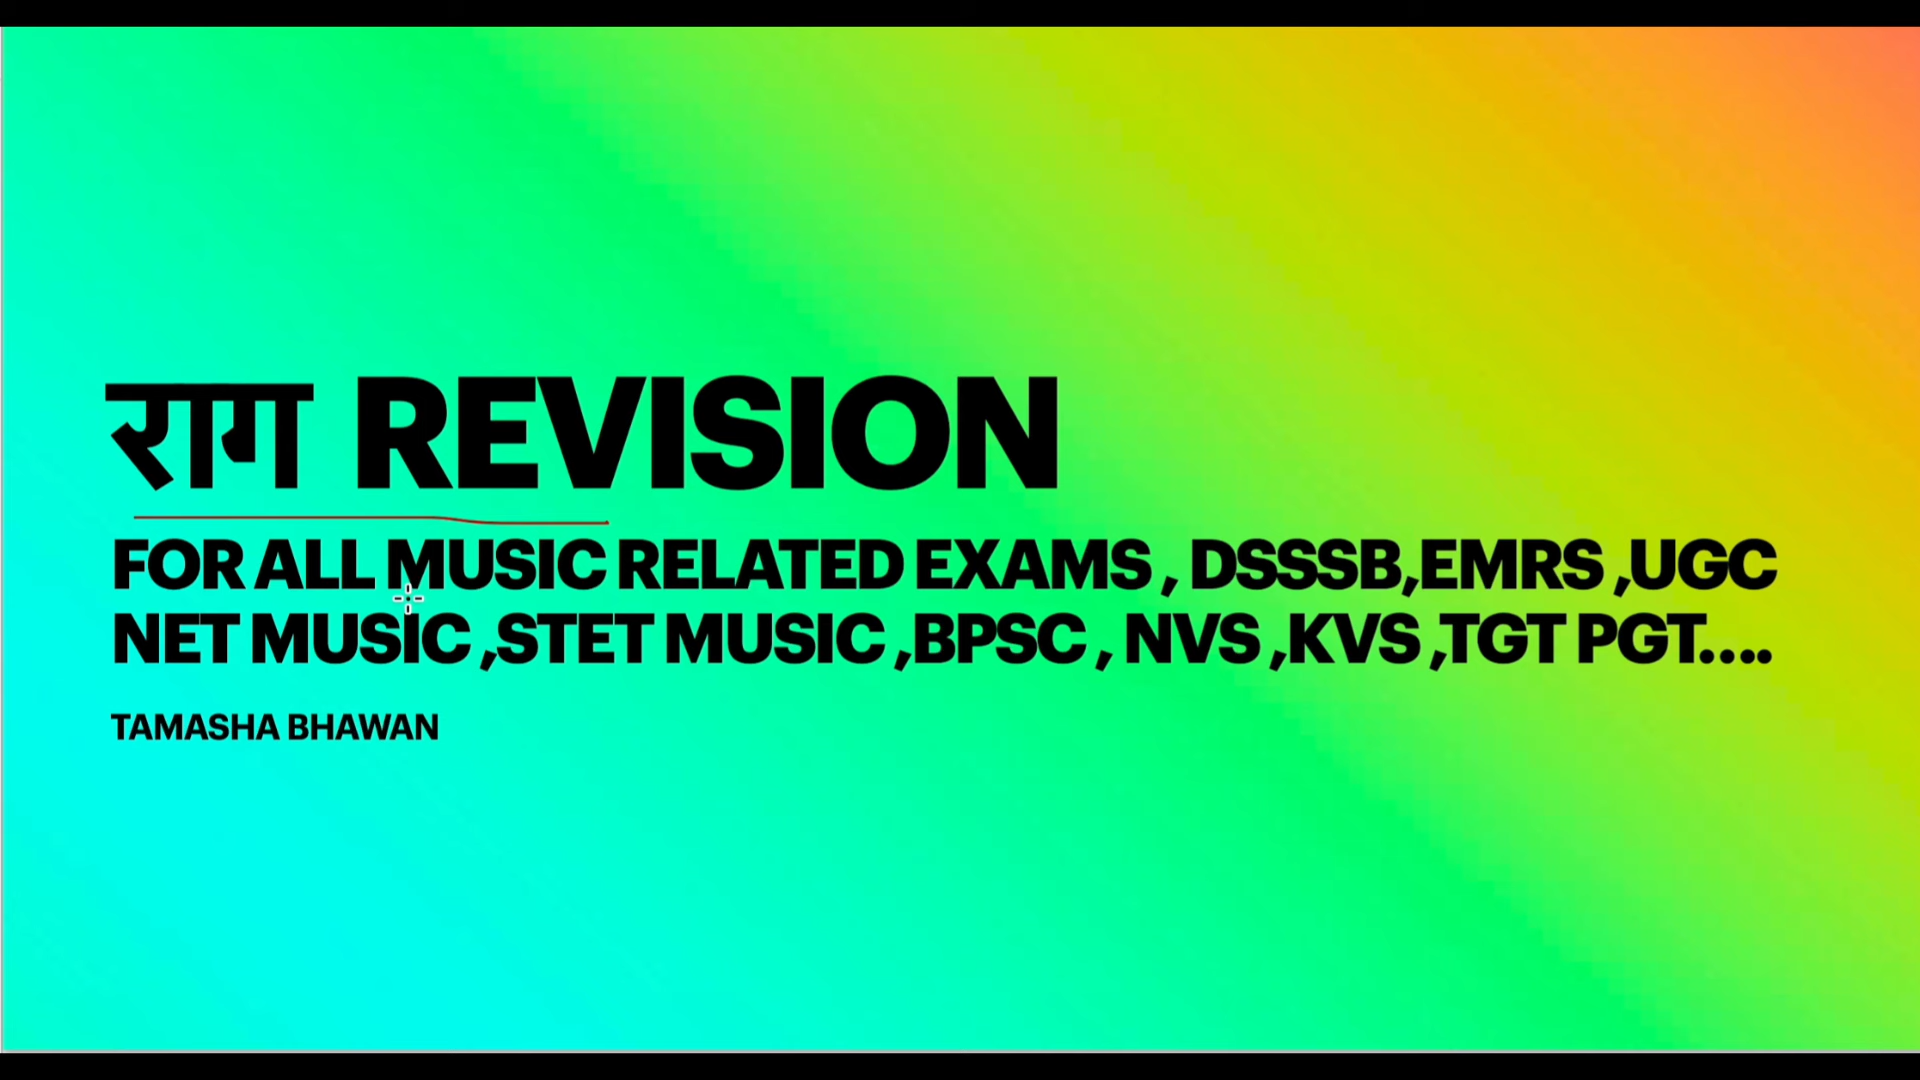 राग REVISION
FOR ALL MUSIC RELATED EXAMS , DSSSB,EMRS ,UGC
NET MUSIC ,STET MUSIC ,BPSC , NVS ,KVS ,TGT PGT....
TAMASHA BHAWAN